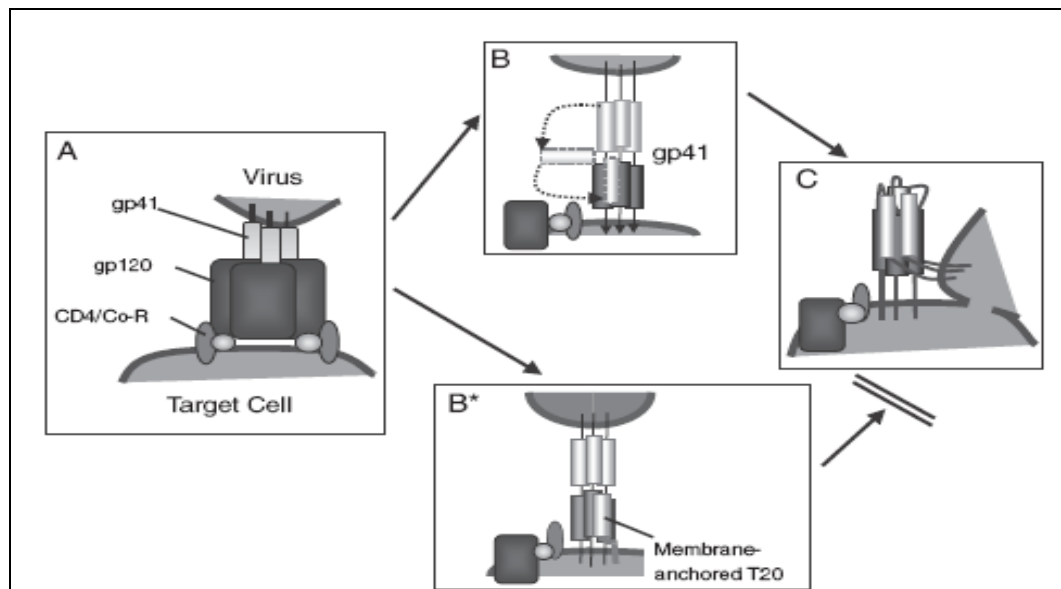 A
Virus
gp41
gp120
CD4/Co-R
Target Cell
B
gp41
B*
Membrane-
anchored T20
C